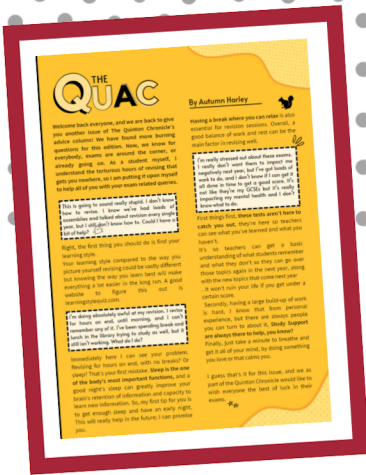 THE
QUAC
By Autumn Harley
Welcome back everyone, and we are back to give
you another issue of The Quinton Chronicle's
advice column! We have found more burning
questions for this edition. Now, we know for
everybody, exams are around the corner, or
already going on. As a student myself, I
understand the torturous hours of revising that
gets you nowhere, so I am putting it upon myself
to help all of you with your exam related queries.
This is going to sound really stupid. I don't know
how to revise. I know we've had loads of
assemblies and talked about revision every single
year, but I still don't know how to. Could I have a
bit of help?
Right, the first thing you should do is find your
learning style.
Your learning style compared to the way you
picture yourself revising could be vastly different
but knowing the way you learn best will make
everything a lot easier in the long run. A good
website to figure this out is
learningstylequiz.com.
I'm doing absolutely awful at my revision. I revise
for hours on end, until morning, and I can't
remember any of it. I've been spending break and
lunch in the library trying to study as well, but it
still isn't working. What do I do?
Immediately here I can see your problem.
Revising for hours on end, with no breaks? Or
sleep? That's your first mistake. Sleep is the one
of the body's most important functions, and a
good night's sleep can greatly improve your
brain's retention of information and capacity to
learn new information. So, my first tip for you is
to get enough sleep and have an early night.
This will really help in the future; I can promise
you.
Having a break where you can relax is also
essential for revision sessions. Overall, a
good balance of work and rest can be the
main factor in revising well.
I'm really stressed out about these exams.
I really don't want them to impact me
negatively next year, but I've got loads of
work to do, and I don't know if I can get it
all done in time to get a good score. It's
not like they're my GCSEs but it's really
impacting my mental health and I don't
know what to do.
First things first, these tests aren't here to
catch you out, they're here so teachers
can see what you've learned and what you
haven't.
It's so teachers can get a basic
understanding of what students remember
and what they don't so they can go over
those topics again in the next year, along
with the new topics that come next year
...it won't ruin your life if you get under a
certain score.
Secondly, having a large build-up of work
is hard, I know that from personal
experience, but there are always people
you can turn to about it, Study Support
are always there to help, you know?
Finally, just take a minute to breathe and
get it all of your mind, by doing something
you love or that calms you.
I guess that's it for this issue, and we as
part of the Quinton Chronicle would like to
wish everyone the best of luck in their
exams.